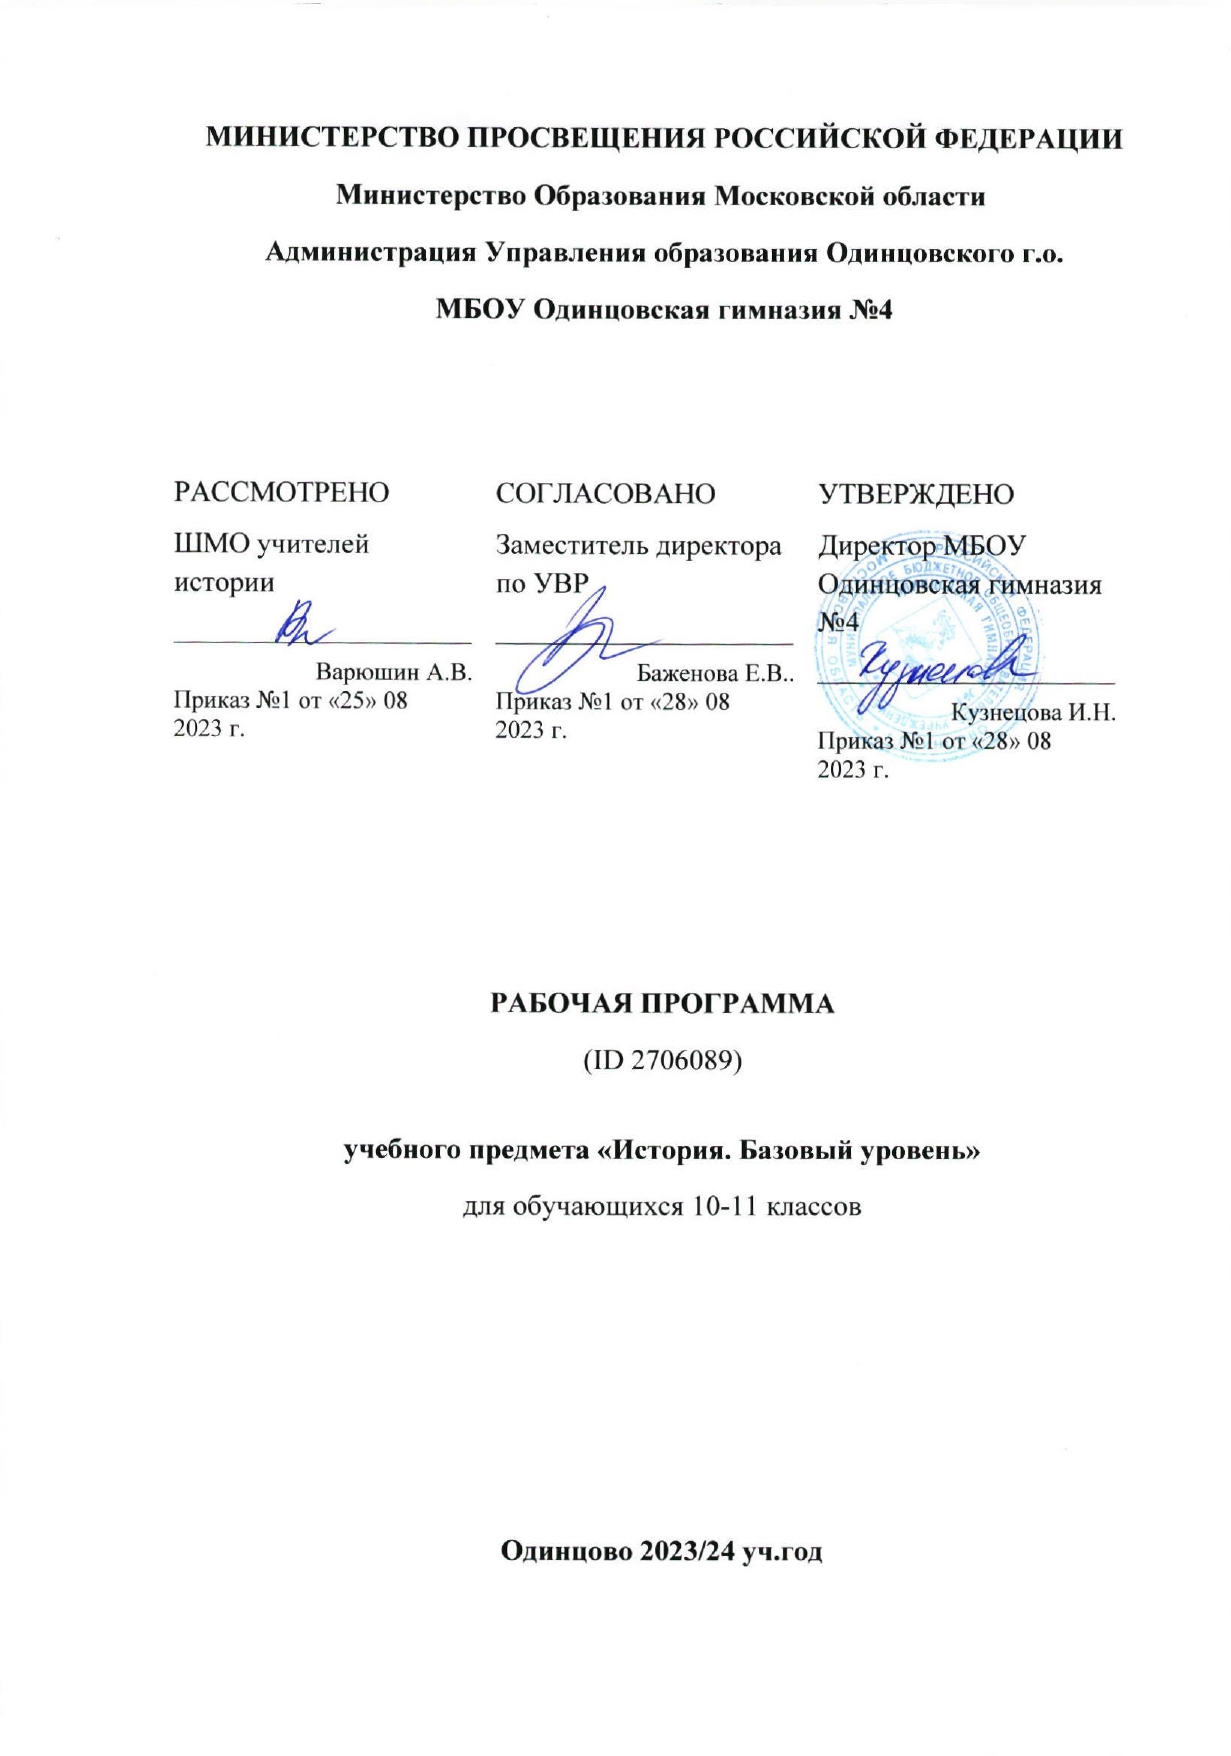 МИНИСТЕРСТВО ПРОСВЕЩЕНИЯ РОССИЙСКОЙ ФЕДЕРАЦИИ
Министерство Образования Московской области
Администрация Управления образования Одинцовского г.о.
МБОУ Одинцовская гимназия №4
РАССМОТРЕНО
ШМО учителей
истории
Варюшин А.В.
Приказ №1 от «25» 08
2023 г.
СОГЛАСОВАНО
Заместитель директора
по УВР
Баженова Е.В..
Приказ №1 от «28» 08
2023 г.
УТВЕРЖДЕНО
Директор МБОУ
Одинцовская гимназия
№4
Кузнецова И.Н.
Приказ №1 от «28» 08
2023 г.
РАБОЧАЯ ПРОГРАММА
(ID 2706089)
учебного предмета «История. Базовый уровень»
для обучающихся 10-11 классов
Одинцово 2023/24 уч.год